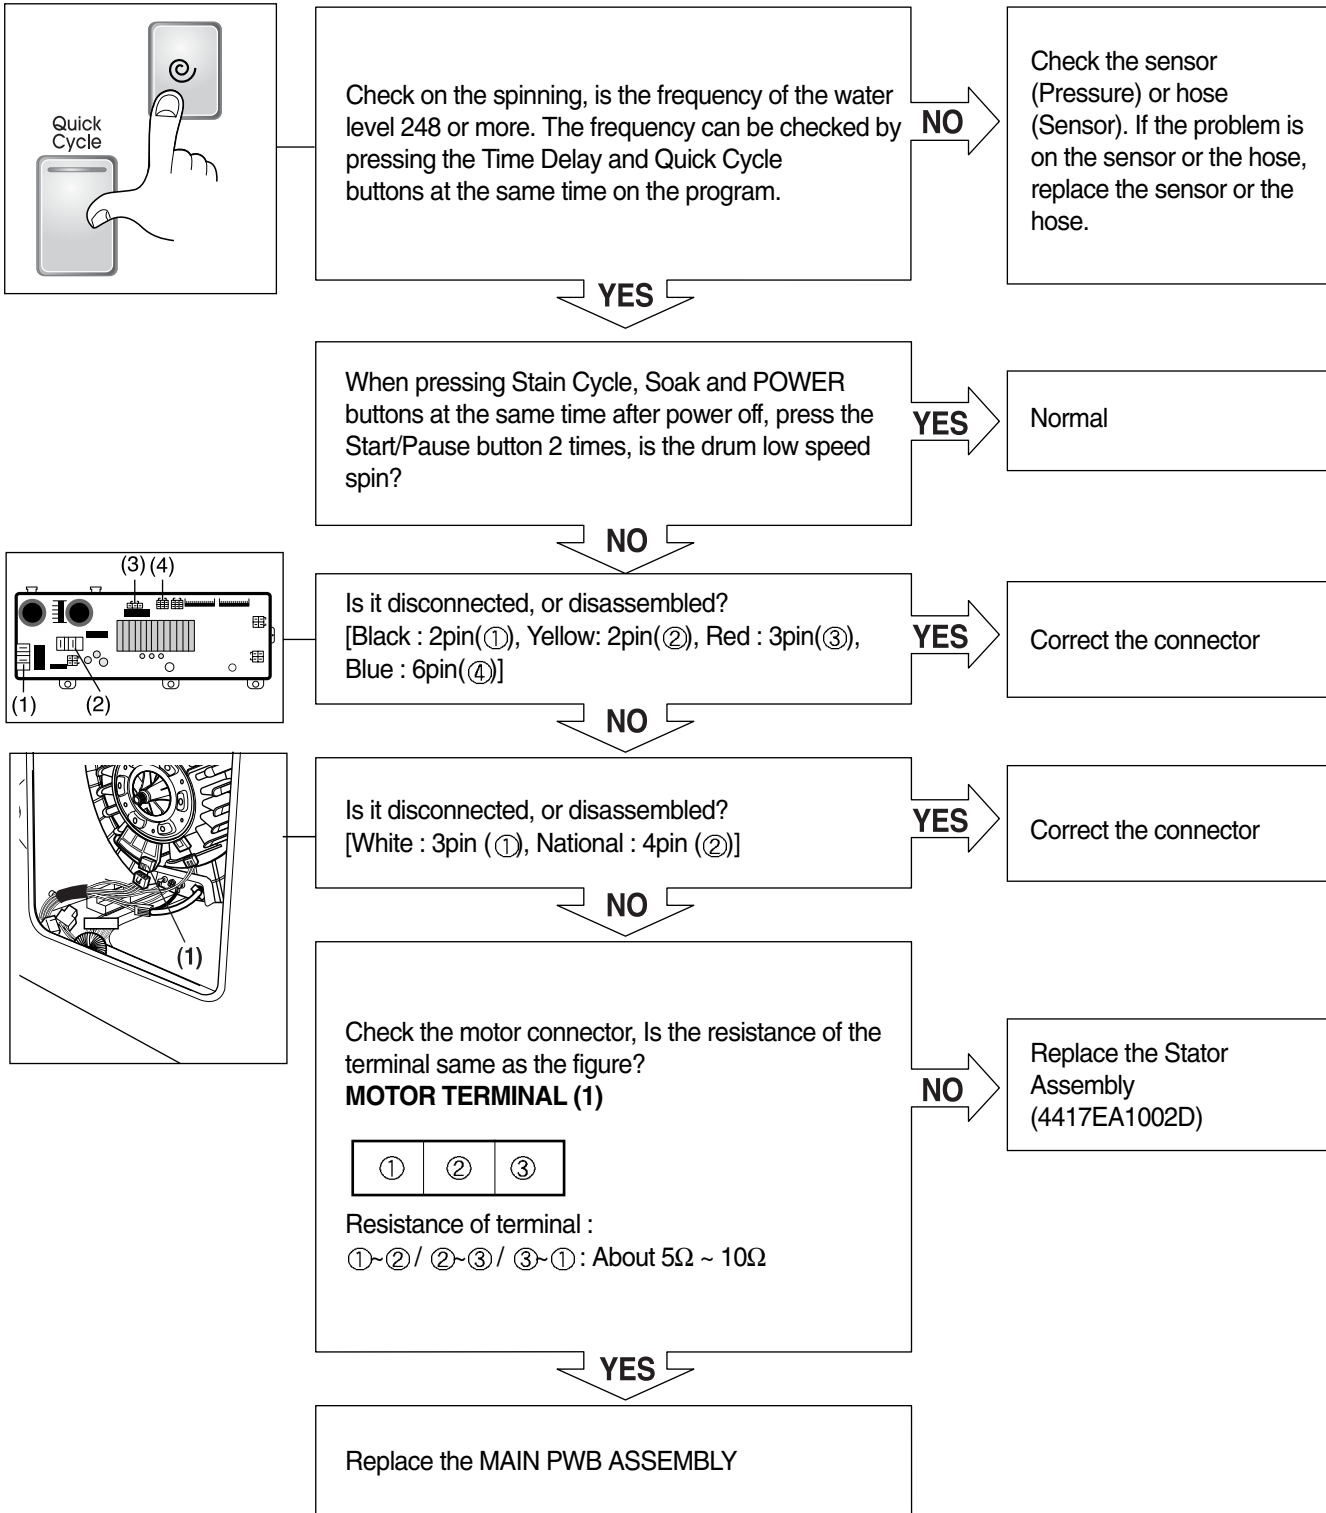 Quick
Cycle
Check on the spinning, is the frequency of the water
level 248 or more. The frequency can be checked by
pressing the Time Delay and Quick Cycle
buttons at the same time on the program.
NO
Check the sensor
(Pressure) or hose
(Sensor). If the problem is
on the sensor or the hose,
replace the sensor or the
hose.
YES
When pressing Stain Cycle, Soak and POWER
buttons at the same time after power off, press the
Start/Pause button 2 times, is the drum low speed
spin?
YES
Normal
NO
(3) (4)
(1) (2)
Is it disconnected, or disassembled?
[Black : 2pin(①), Yellow: 2pin(②), Red : 3pin(③),
Blue : 6pin(④)]
YES
Correct the connector
NO
(1)
Is it disconnected, or disassembled?
[White : 3pin (①), National : 4pin (②)]
YES
Correct the connector
NO
Check the motor connector, Is the resistance of the
terminal same as the figure?
MOTOR TERMINAL (1)
① ② ③
Resistance of terminal :
①~② / ②~③ / ③~① : About 5Ω ~ 10Ω
NO
Replace the Stator
Assembly
(4417EA1002D)
YES
Replace the MAIN PWB ASSEMBLY